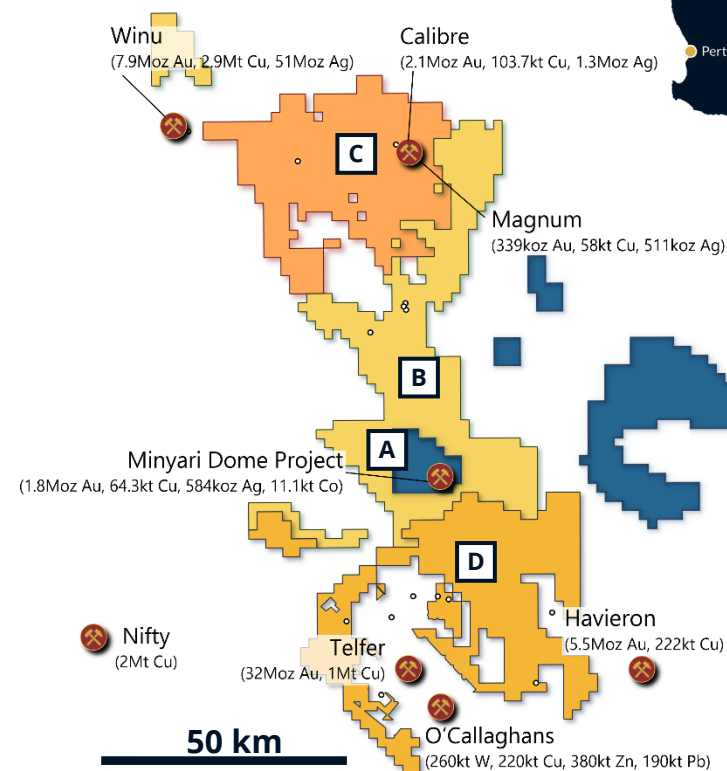 Winu
(7.9Moz Au, 2.9Mt Cu, 51Moz Ag)
Calibre
(2.1Moz Au, 103.7kt Cu, 1.3Moz Ag)
Pert
C
Magnum
(339koz Au, 58kt Cu, 511koz Ag)
B
A
Minyari Dome Project
(1.8Moz Au, 64.3kt Cu, 584koz Ag, 11.1kt Co)
D
Nifty
(2Mt Cu)
Telfer
(32Moz Au, 1Mt Cu)
Havieron
(5.5Moz Au, 222kt Cu)
O'Callaghans
(260kt W, 220kt Cu, 380kt Zn, 190kt Pb)
50 km